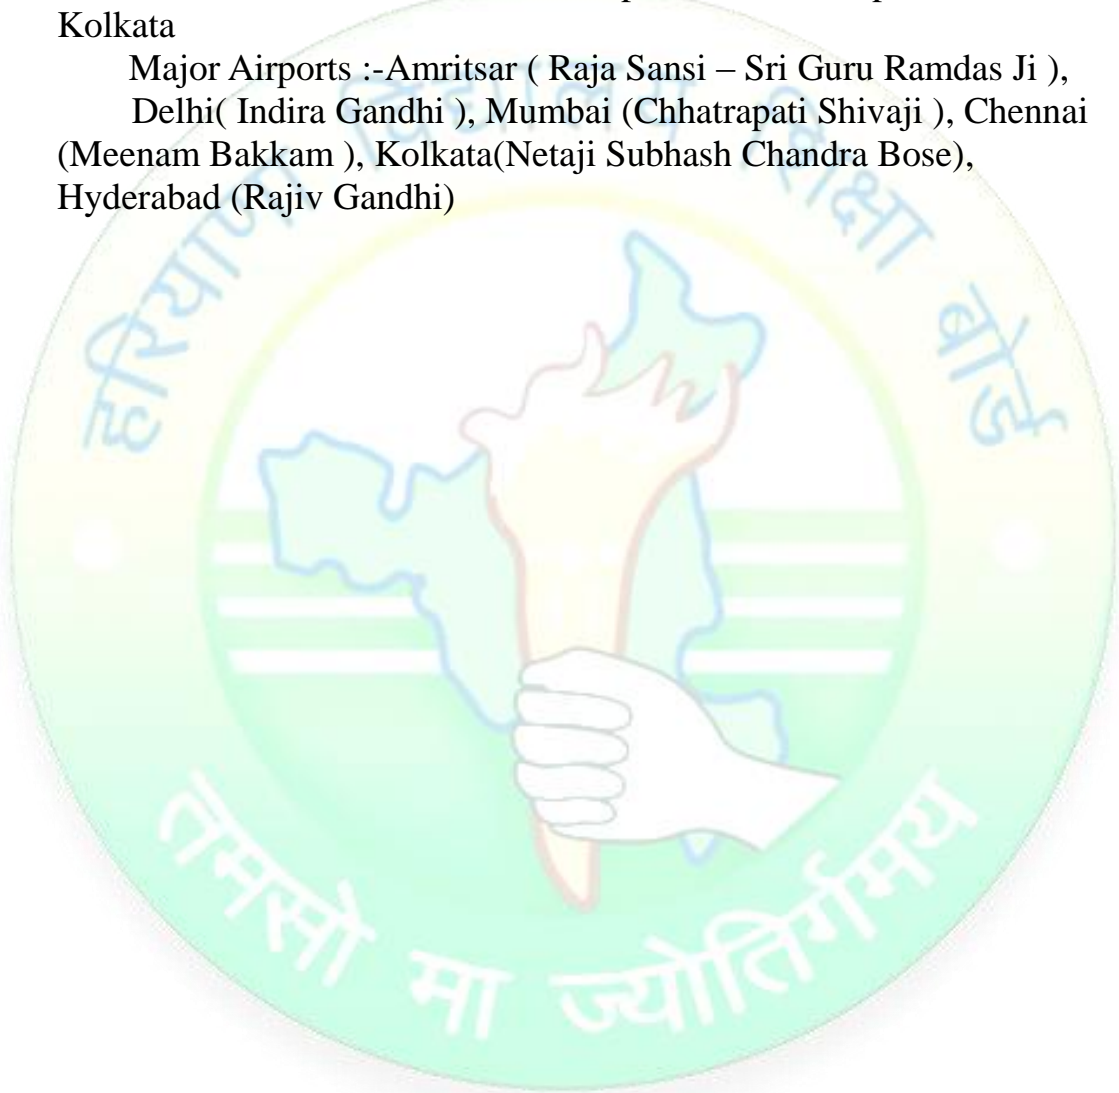 Kolkata
Major Airports :-Amritsar ( Raja Sansi – Sri Guru Ramdas Ji ),
Delhi( Indira Gandhi ), Mumbai (Chhatrapati Shivaji ), Chennai
(Meenam Bakkam ), Kolkata(Netaji Subhash Chandra Bose),
Hyderabad (Rajiv Gandhi)
हरियाणा विद्यालय शिक्षा बोर्ड
तमसो मा ज्योतिर्गमय